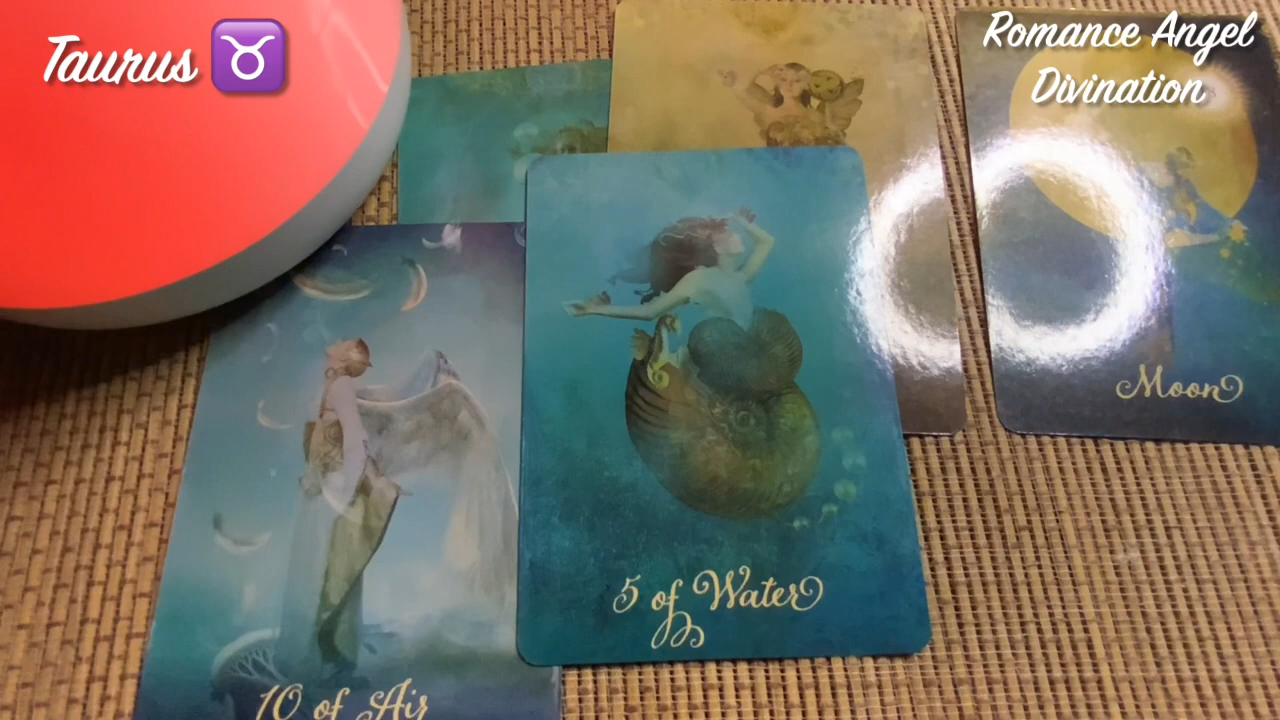 Taurus ♉
Romance Angel
Divination
Moon
5 of Water
10 of Air